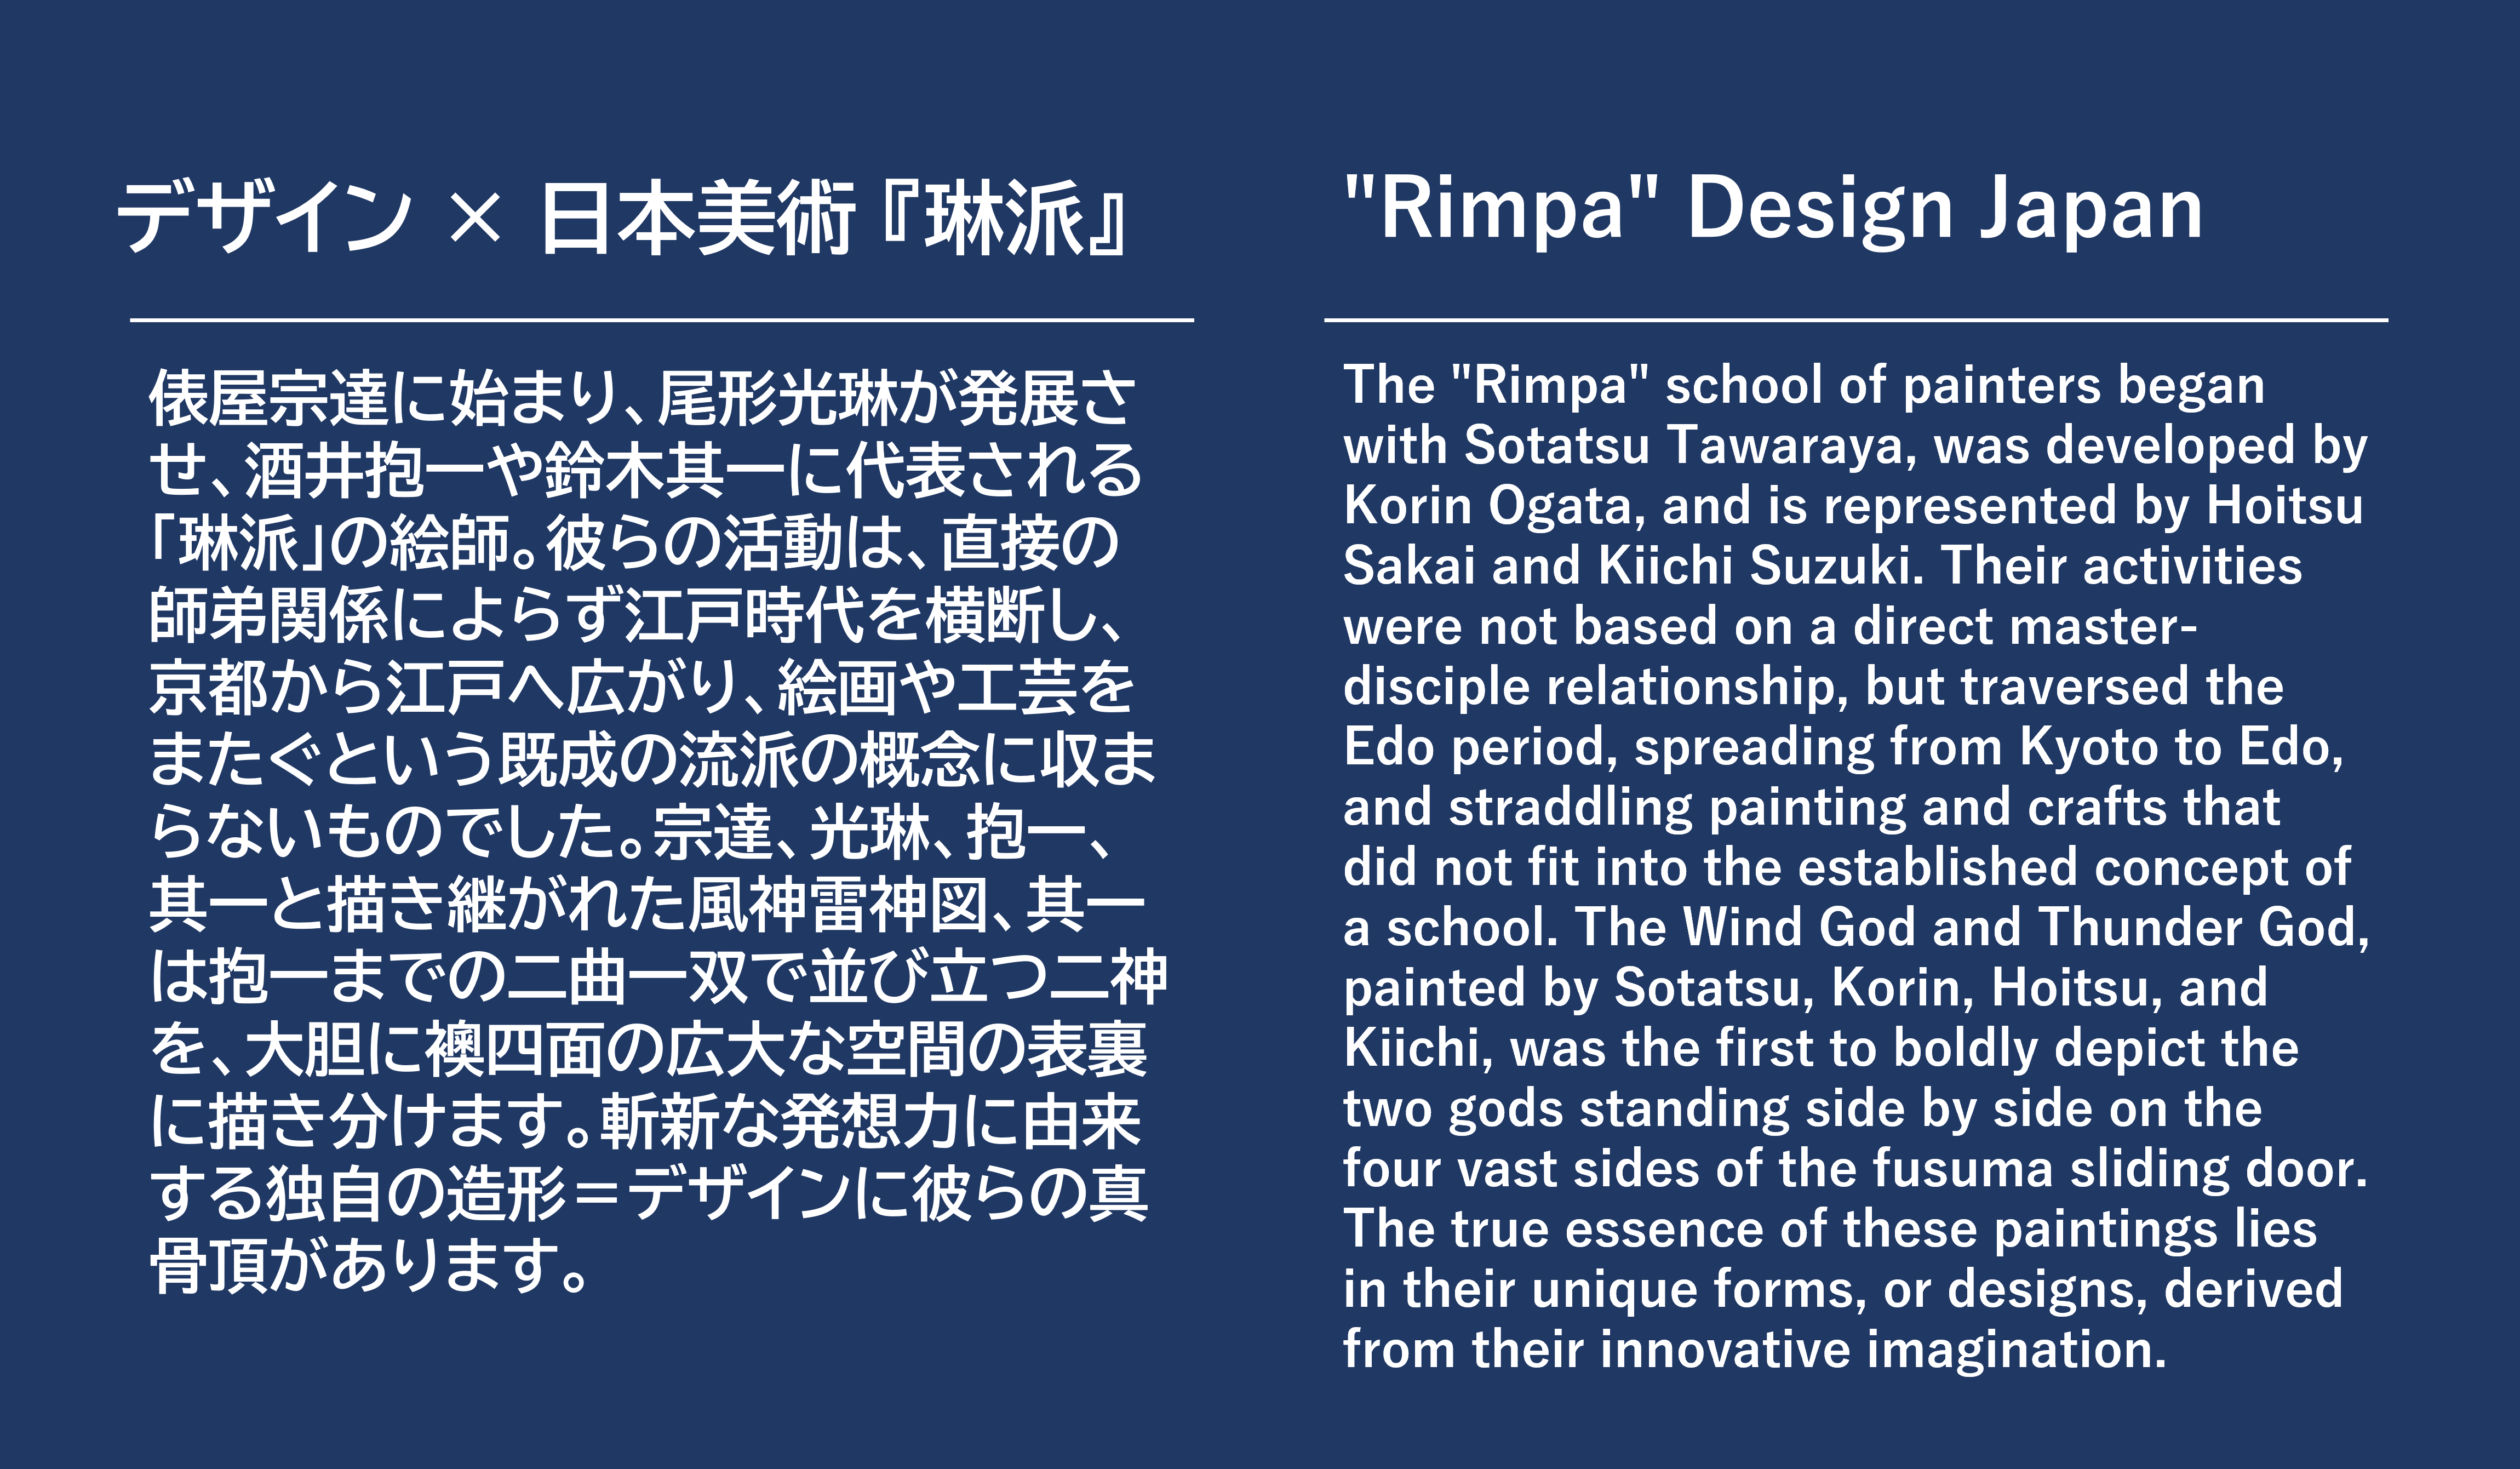 デザイン × 日本美術『琳派』
俵屋宗達に始まり、尾形光琳が発展さ
せ、酒井抱一や鈴木其一に代表される
「琳派」の絵師。彼らの活動は、直接の
師弟関係によらず江戸時代を横断し、
京都から江戸へ広がり、絵画や工芸を
またぐという既成の流派の概念に収ま
らないものでした。宗達、光琳、抱一、
其一と描き継がれた風神雷神図、其一
は抱一までの二曲一双で並び立つ二神
を、大胆に襖四面の広大な空間の表裏
に描き分けます。斬新な発想力に由来
する独自の造形＝デザインに彼らの真
骨頂があります。
"Rimpa" Design Japan
The "Rimpa" school of painters began
with Sotatsu Tawaraya, was developed by
Korin Ogata, and is represented by Hoitsu
Sakai and Kiichi Suzuki. Their activities
were not based on a direct master-
disciple relationship, but traversed the
Edo period, spreading from Kyoto to Edo,
and straddling painting and crafts that
did not fit into the established concept of
a school. The Wind God and Thunder God,
painted by Sotatsu, Korin, Hoitsu, and
Kiichi, was the first to boldly depict the
two gods standing side by side on the
four vast sides of the fusuma sliding door.
The true essence of these paintings lies
in their unique forms, or designs, derived
from their innovative imagination.